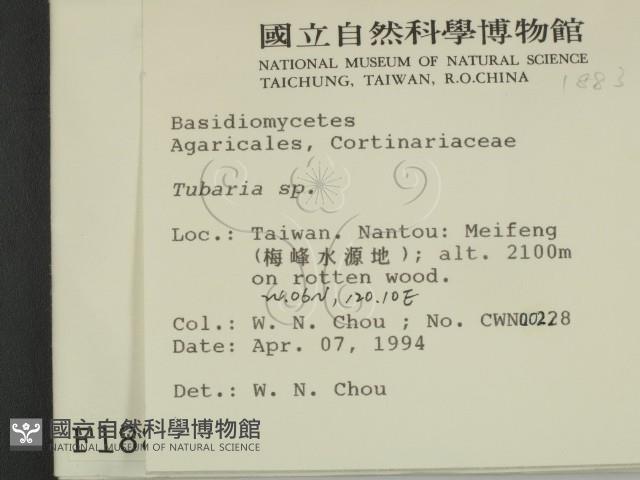 國立自然科學博物館
NATIONAL MUSEUM OF NATURAL SCIENCE
TAICHUNG, TAIWAN, R.O.CHINA
1883
Basidiomycetes
Agaricales, Cortinariaceae
Tubaria sp.
Loc.: Taiwan. Nantou: Meifeng
(梅峰水源地); alt. 2100m
on rotten wood.
120.10E
Col.: W. N. Chou ; No.
Date: Apr. 07, 1994
Det.: W. N. Chou
F18
國立自然科學博物館
NATIONAL MUSEUM OF NATURAL SCIENCE